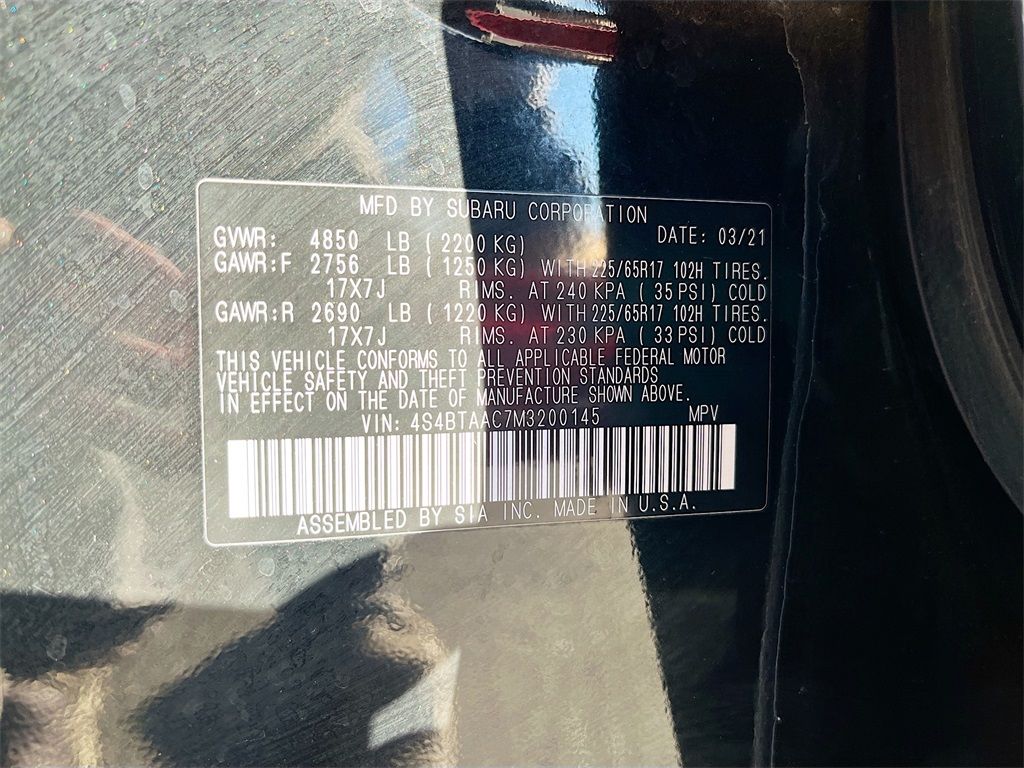 MFD BY SUBARU CORPORATION
GVWR: 4850 LB ( 2200 KG) DATE: 03/21
GAWR:F 2756 LB ( 1250 KG) WITH 225/65R17 102H TIRES.
17X7J RIMS. AT 240 KPA ( 35 PSI) COLD
GAWR:R 2690 LB ( 1220 KG) WITH 225/65R17 102H TIRES.
17X7J RIMS. AT 230 KPA ( 33 PSI) COLD
THIS VEHICLE CONFORMS TO ALL APPLICABLE FEDERAL MOTOR
VEHICLE SAFETY AND THEFT PREVENTION STANDARDS
IN EFFECT ON THE DATE OF MANUFACTURE SHOWN ABOVE.
VIN: 4S4BTAAC7M3200145 MPV
ASSEMBLED BY SIA INC. MADE IN U.S.A.